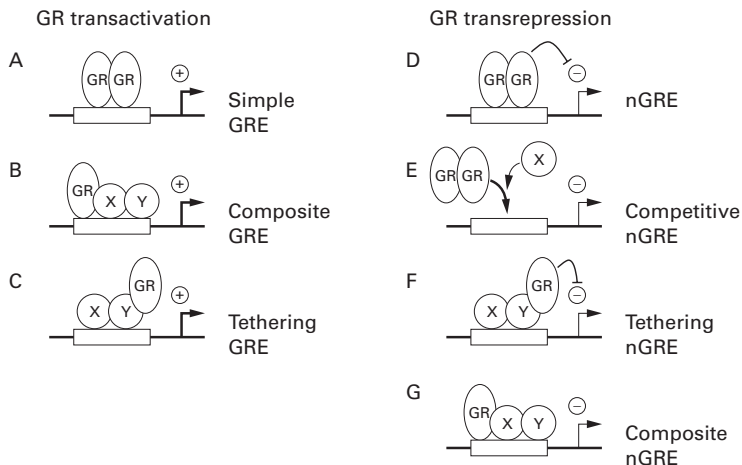 GR transactivation
A
GR GR
+
Simple
GRE
B
GR
X
Y
+
Composite
GRE
C
X
Y
GR
+
Tethering
GRE
GR transrepression
D
GR GR
−
nGRE
E
GR GR
X
−
Competitive
nGRE
F
X
Y
GR
−
Tethering
nGRE
G
GR
X
Y
−
Composite
nGRE